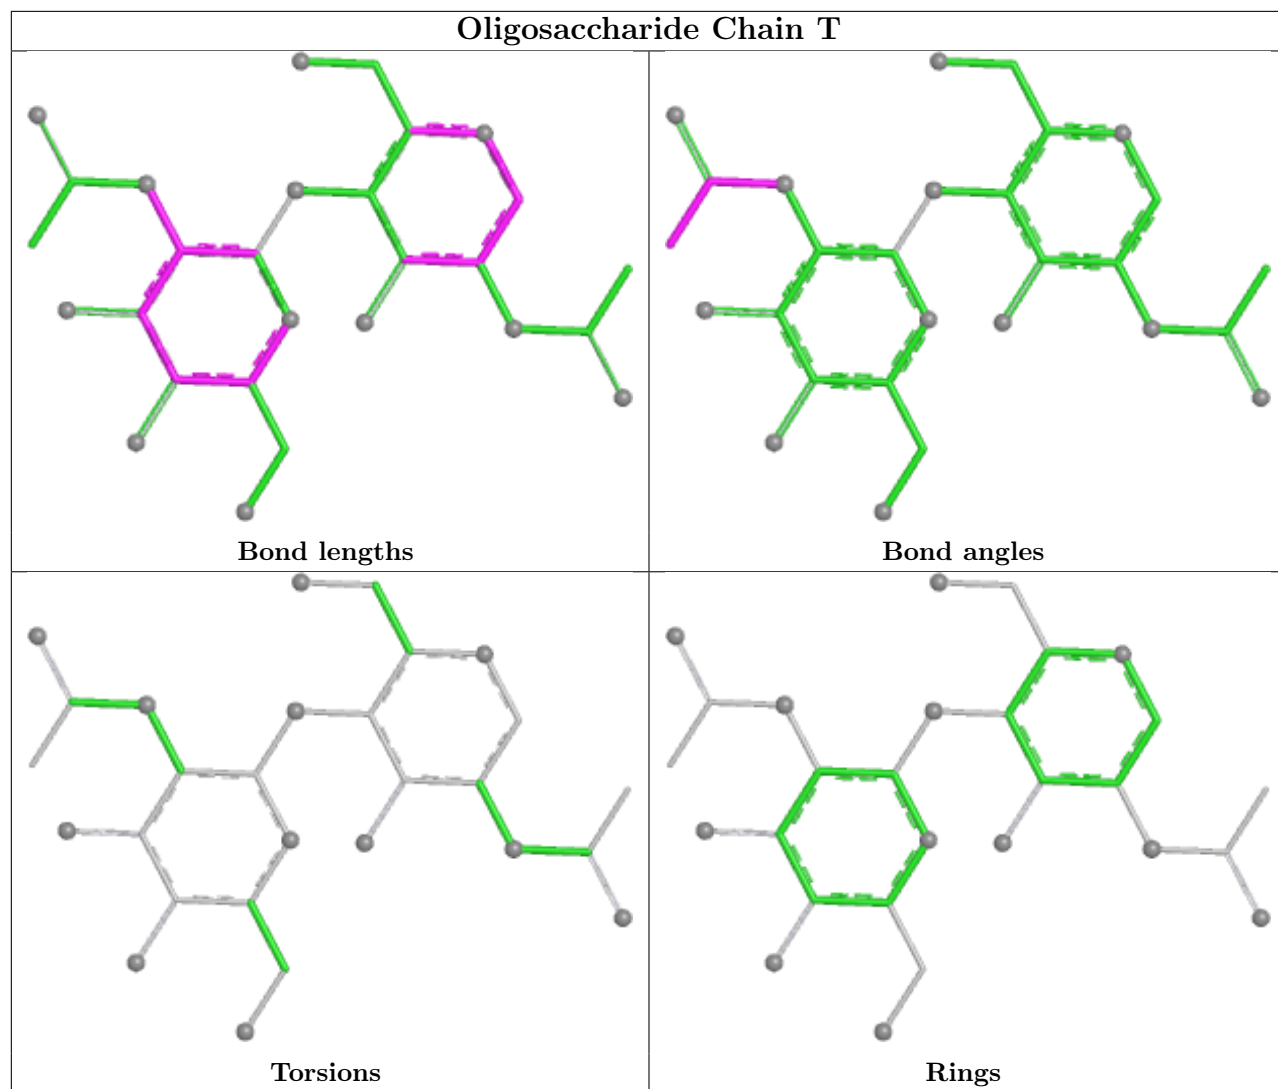 Oligosaccharide Chain T
Bond lengths
Bond angles
Torsions
Rings